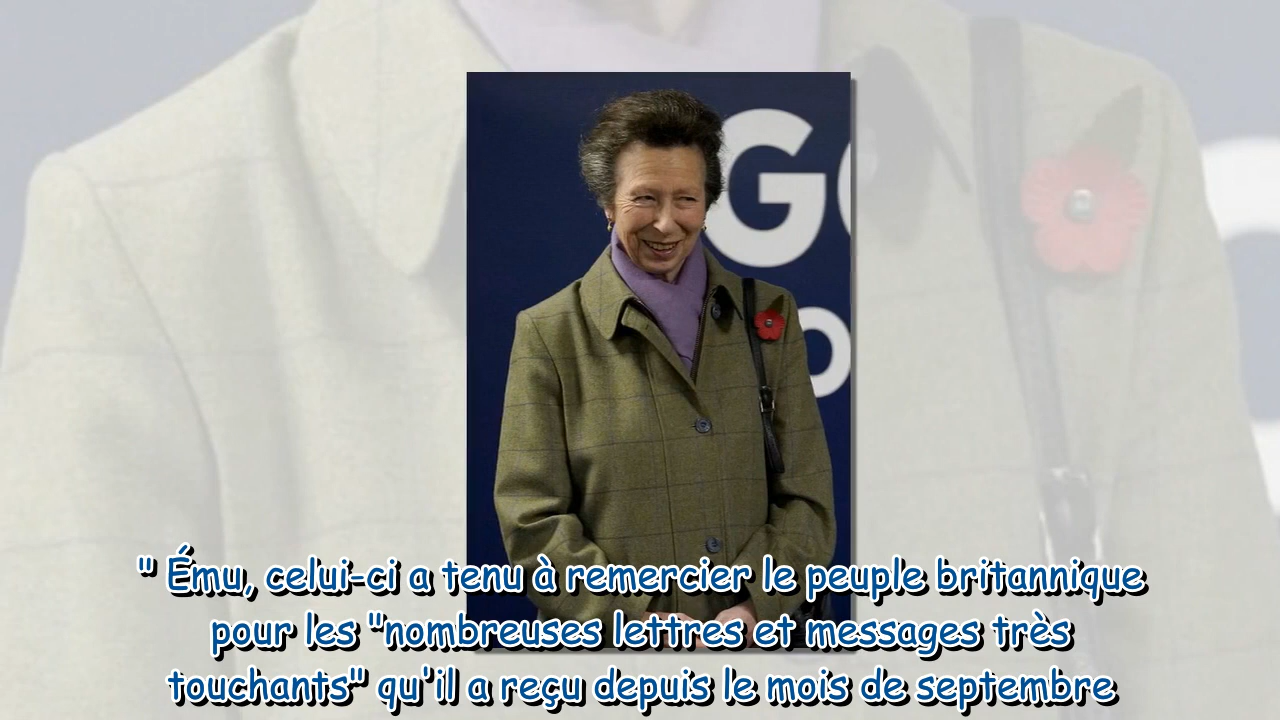 G
o
" Ému, celui-ci a tenu à remercier le peuple britannique
pour les "nombreuses lettres et messages très
touchants" qu'il a reçu depuis le mois de septembre